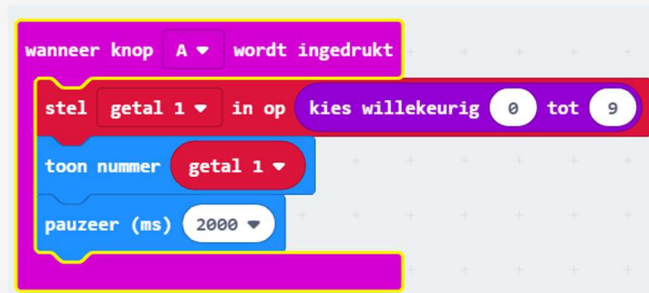 wanneer knop A wordt ingedrukt
stel getal 1 in op kies willekeurig 0 tot 9
toon nummer getal 1
pauzeer (ms) 2000